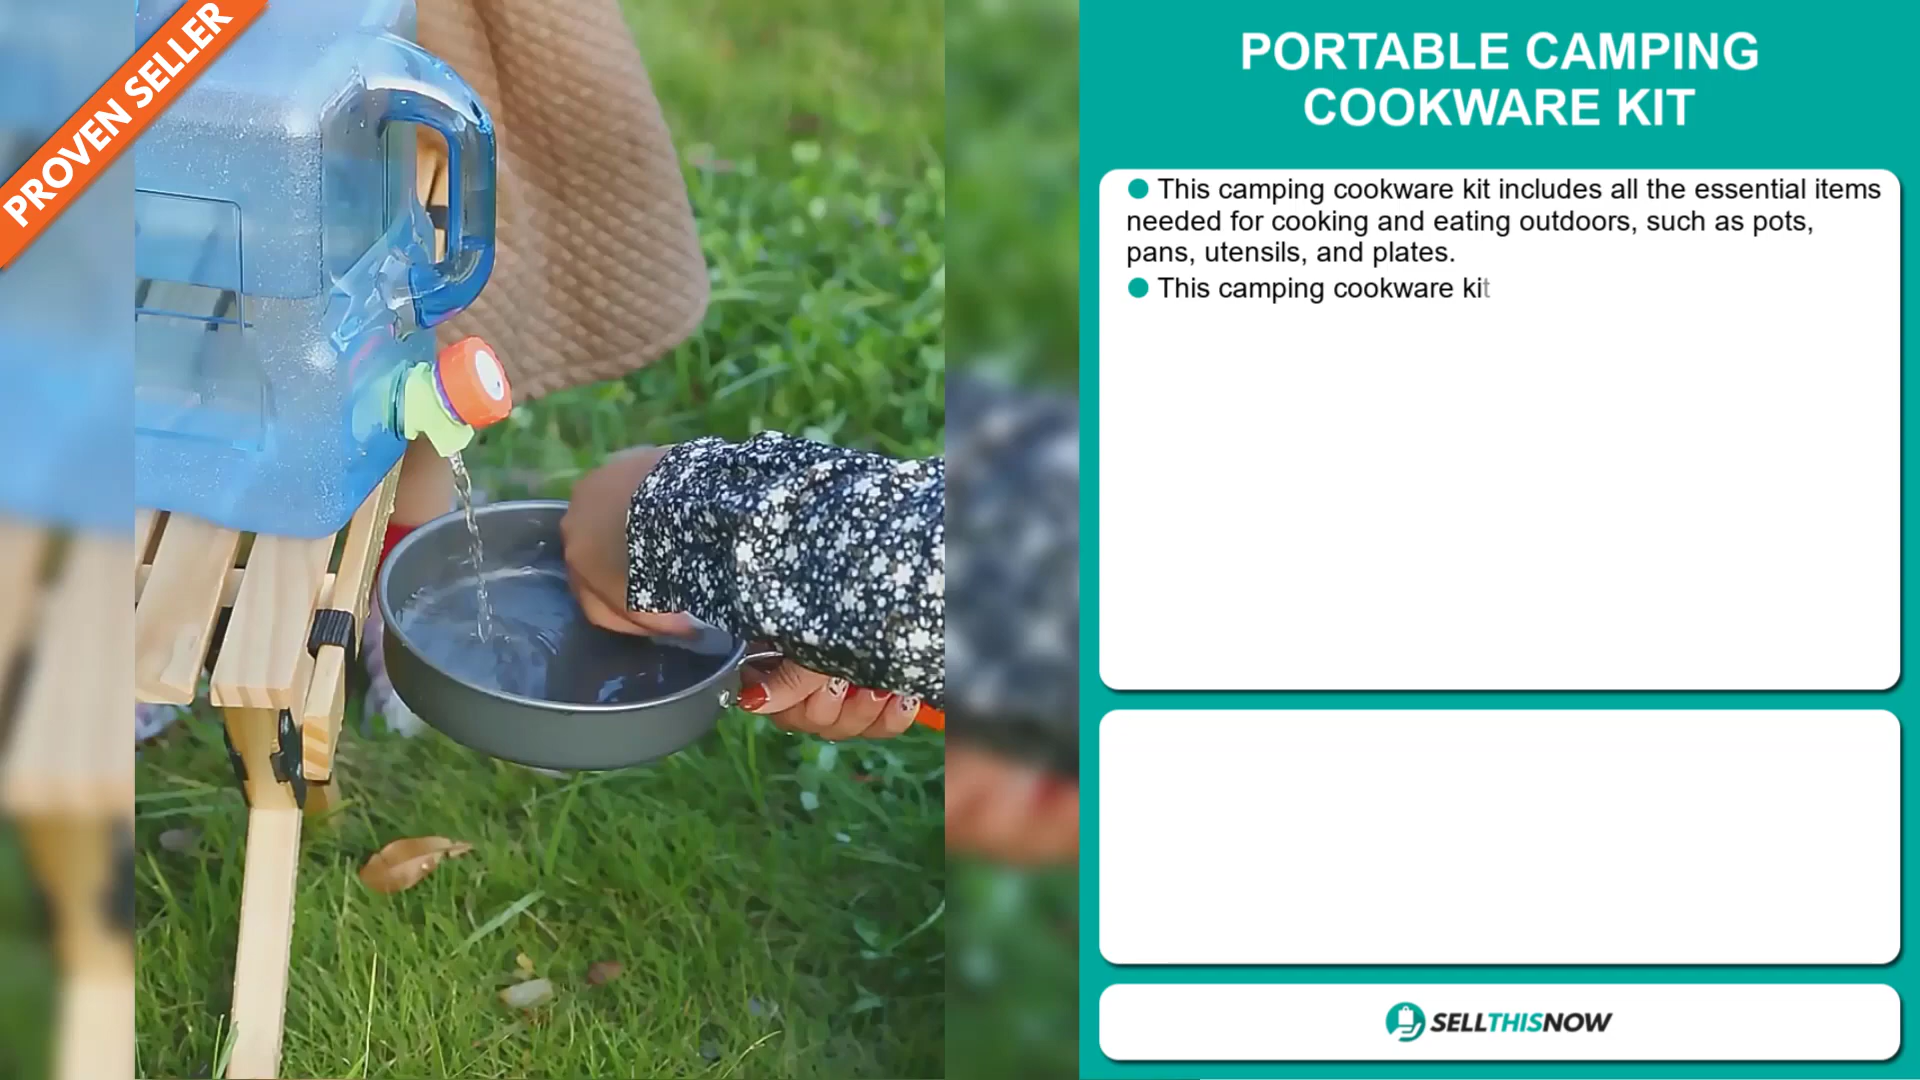 PROVEN SELLER
PORTABLE CAMPING
COOKWARE KIT
This camping cookware kit includes all the essential items
needed for cooking and eating outdoors, such as pots,
pans, utensils, and plates.
This camping cookware kit
SELLTHISNOW